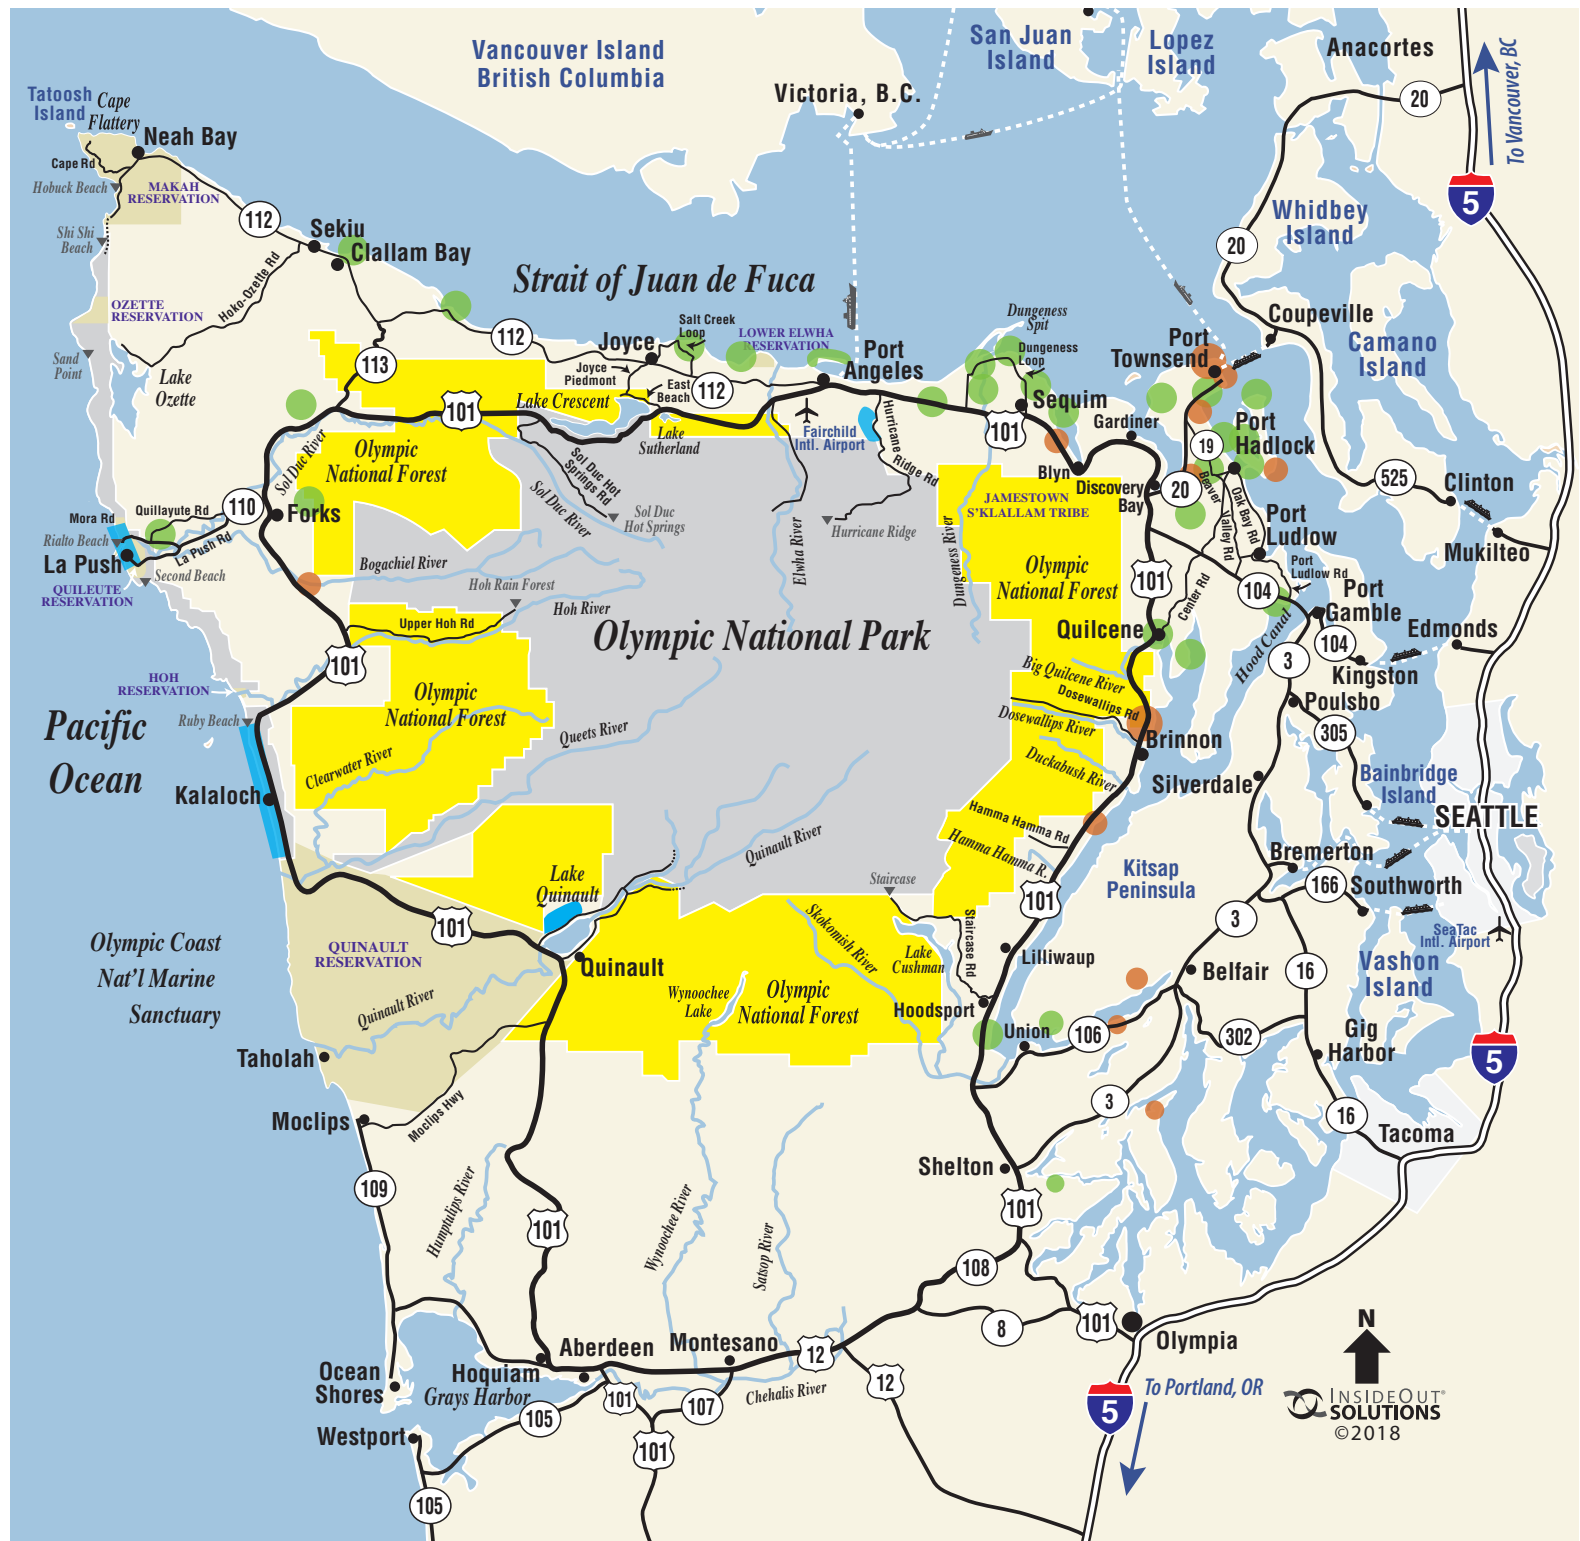 Vancouver Island
British Columbia
San Juan
Island
Lopez
Island
Anacortes
20
To Vancouver, BC
Victoria, B.C.
Tatoosh
Island
Cape
Flattery
Neah Bay
Cape Rd
Hobuck Beach
MAKAH
RESERVATION
5
112
Sekiu
Clallam Bay
Shi Shi
Beach
Whidbey
Island
20
Strait of Juan de Fuca
Hoko-Ozette Rd
OZETTE
RESERVATION
Sand
Point
Lake
Ozette
113
112
Joyce
Salt Creek
Loop
LOWER ELWHA
RESERVATION
Port
Angeles
Dungeness
Spit
Dungeness
Loop
Port
Townsend
Coupeville
Camano
Island
Joyce
Piedmont
East
Beach
112
Lake Crescent
101
Lake
Sutherland
Fairchild
Intl. Airport
Hurricane Ridge Rd
101
Sequim
Gardiner
19
Port
Hadlock
Olympic
National Forest
Sol Duc River
Sol Duc Hot
Springs Rd
Sol Duc River
Sol Duc
Hot Springs
Blyn
Discovery
Bay
20
Beaver
Valley Rd
Oak Bay Rd
525
Clinton
Mukilteo
JAMESTOWN
S'KLALLAM TRIBE
110
Quillayute Rd
Mora Rd
Rialto Beach
La Push
La Push Rd
Forks
Second Beach
QUILEUTE
RESERVATION
Hurricane Ridge
Elwha River
Dungeness River
Port
Ludlow
Port
Ludlow Rd
Bogachiel River
Hoh Rain Forest
Hoh River
Upper Hoh Rd
Olympic
National Forest
101
Center Rd
104
Port
Gamble
Edmonds
104
Kingston
Hood Canal
3
Olympic National Park
Quilcene
101
HOH
RESERVATION
Ruby Beach
Olympic
National Forest
Big Quilcene River
Dosewallips Rd
Dosewallips River
Brinnon
Poulsbo
305
Pacific
Ocean
Queets River
Clearwater River
Duckabush River
Silverdale
Bainbridge
Island
SEATTLE
Kalaloch
Hamma Hamma Rd
Hamma Hamma R.
Quinault River
Kitsap
Peninsula
Bremerton
166
Southworth
Lake
Quinault
Staircase
101
3
SeaTac
Intl. Airport
101
Olympic Coast
Nat'l Marine
Sanctuary
QUINAULT
RESERVATION
Quinault
Skokomish River
Lake
Cushman
Staircase Rd
Lilliwaup
Belfair
16
Vashon
Island
Wynoochee
Lake
Olympic
National Forest
Hoodsport
Quinault River
Union
106
302
Gig
Harbor
5
Taholah
Moclips
Moclips Hwy
3
16
Tacoma
Shelton
109
101
Humptulips River
101
Wynoochee River
Satsop River
108
8
101
Olympia
N
Ocean
Shores
Hoquiam
Aberdeen
Montesano
12
12
Grays Harbor
101
107
Chehalis River
5
To Portland, OR
INSIDEOUT®
SOLUTIONS
©2018
Westport
105
101
105